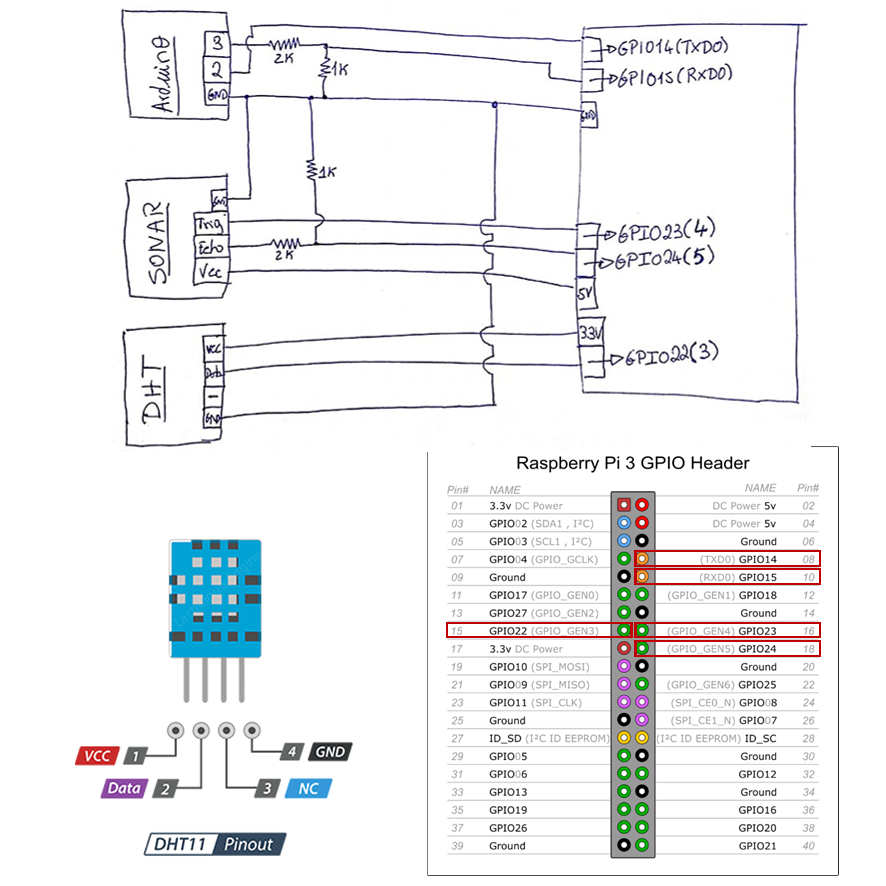 Arduino
3
2
GND
2K
1K
GPIO14(TXD0)
GPIO15(RXD0)
GND
1K
SONAR
GND
Trig
Echo
Vcc
2K
GPIO23(4)
GPIO24(5)
5V
33V
GPIO22(3)
DHT
VCC
Data
GND
Raspberry Pi 3 GPIO Header
Pin# NAME NAME Pin#
01 3.3v DC Power DC Power 5v 02
03 GPIO02 (SDA1 , I²C) DC Power 5v 04
05 GPIO03 (SCL1 , I²C) Ground 06
07 GPIO04 (GPIO_GCLK) (TXD0) GPIO14 08
09 Ground (RXD0) GPIO15 10
11 GPIO17 (GPIO_GEN0) (GPIO_GEN1) GPIO18 12
13 GPIO27 (GPIO_GEN2) Ground 14
15 GPIO22 (GPIO_GEN3) (GPIO_GEN4) GPIO23 16
17 3.3v DC Power (GPIO_GEN5) GPIO24 18
19 GPIO10 (SPI_MOSI) Ground 20
21 GPIO09 (SPI_MISO) (GPIO_GEN6) GPIO25 22
23 GPIO11 (SPI_CLK) (SPI_CE0_N) GPIO08 24
25 Ground (SPI_CE1_N) GPIO07 26
27 ID_SD (I²C ID EEPROM) (I²C ID EEPROM) ID_SC 28
29 GPIO05 Ground 30
31 GPIO06 GPIO12 32
33 GPIO13 Ground 34
35 GPIO19 GPIO16 36
37 GPIO26 GPIO20 38
39 Ground GPIO21 40
VCC 1
Data 2
3 NC
4 GND
DHT11 Pinout